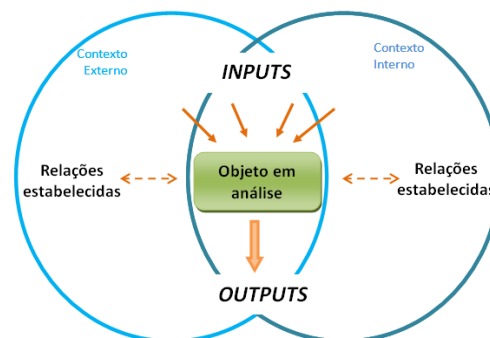 Contexto
Externo
Contexto
Interno
INPUTS
Relações
estabelecidas
Objeto em
análise
Relações
estabelecidas
OUTPUTS